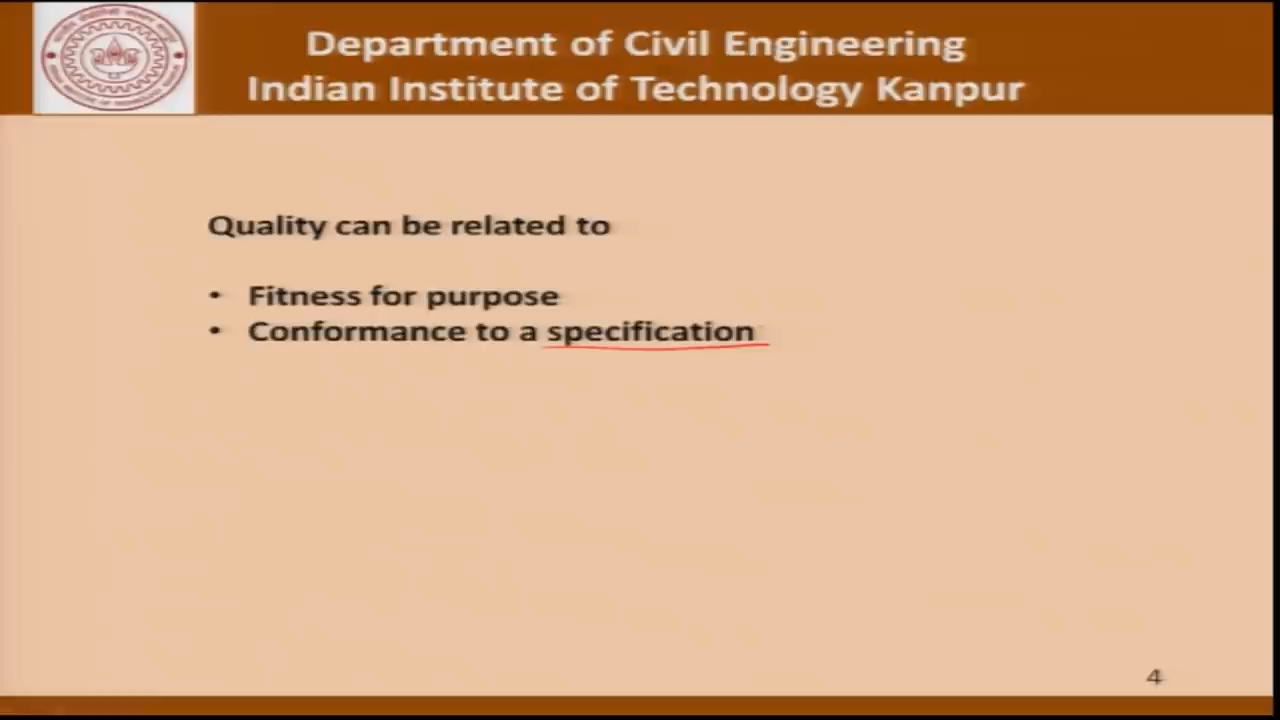 Department of Civil Engineering
Indian Institute of Technology Kanpur
Quality can be related to
• Fitness for purpose
• Conformance to a specification
4